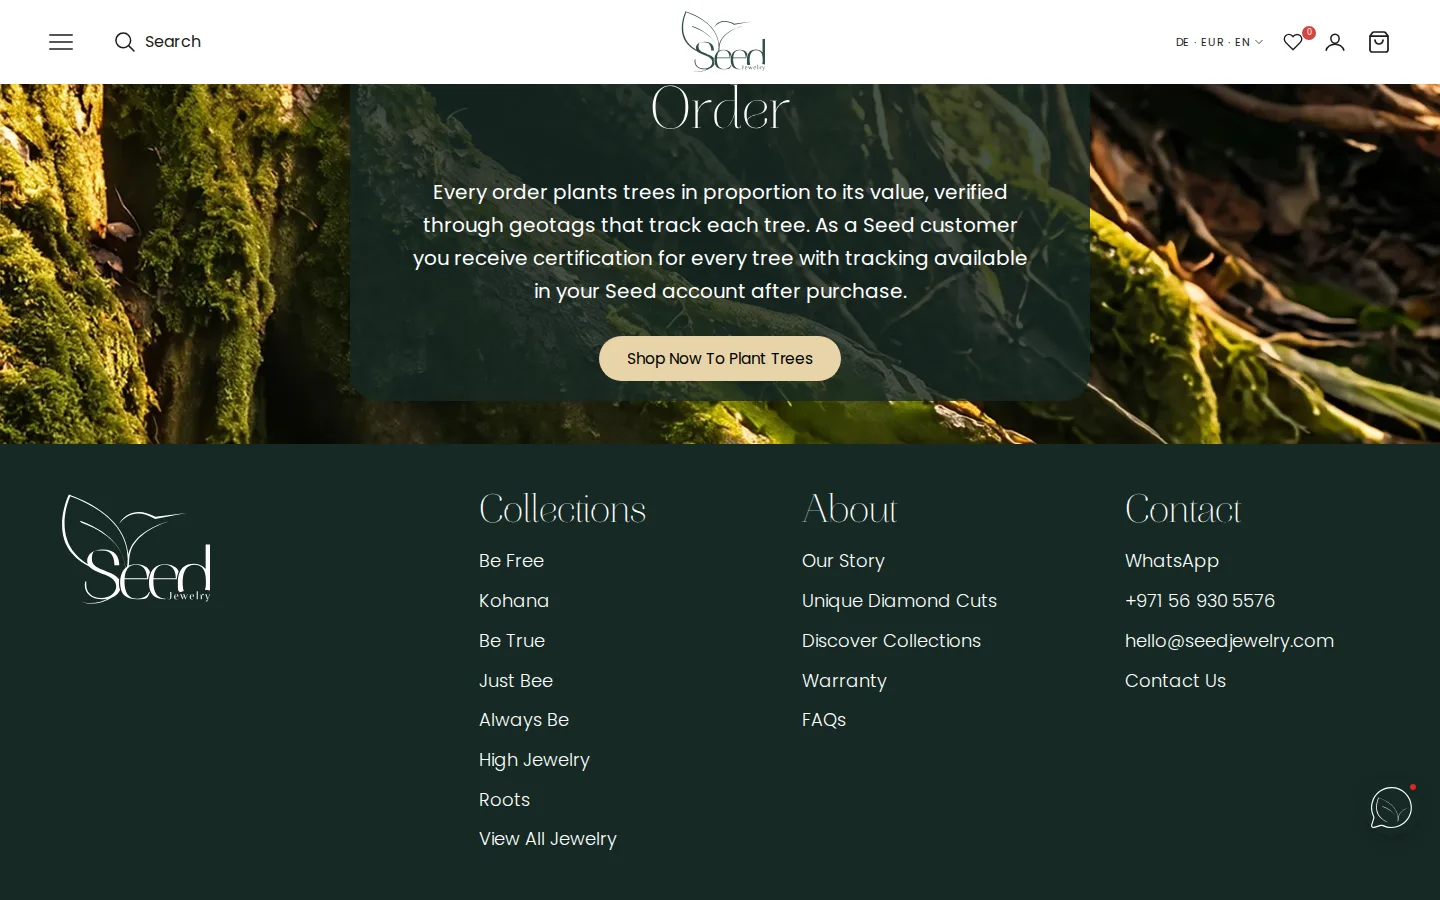 Search
Seed
Jewelry
DE · EUR · EN
0
Order
Every order plants trees in proportion to its value, verified
through geotags that track each tree. As a Seed customer
you receive certification for every tree with tracking available
in your Seed account after purchase.
Shop Now To Plant Trees
Seed
Jewelry
Collections
Be Free
Kohana
Be True
Just Bee
Always Be
High Jewelry
Roots
View All Jewelry
About
Our Story
Unique Diamond Cuts
Discover Collections
Warranty
FAQs
Contact
WhatsApp
+971 56 930 5576
hello@seedjewelry.com
Contact Us